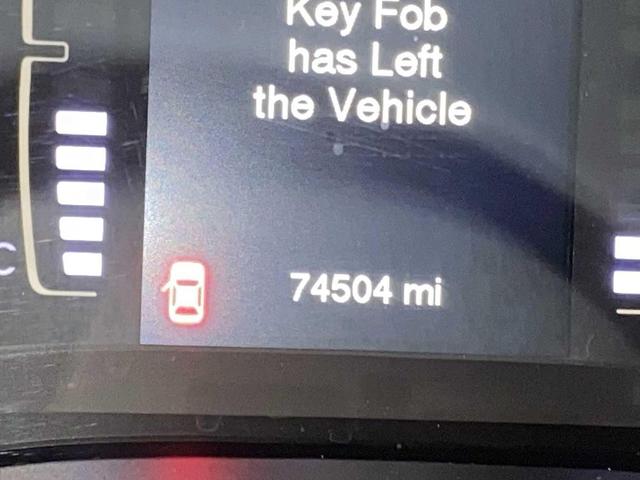 Key Fob
has Left
the Vehicle
C
74504 mi